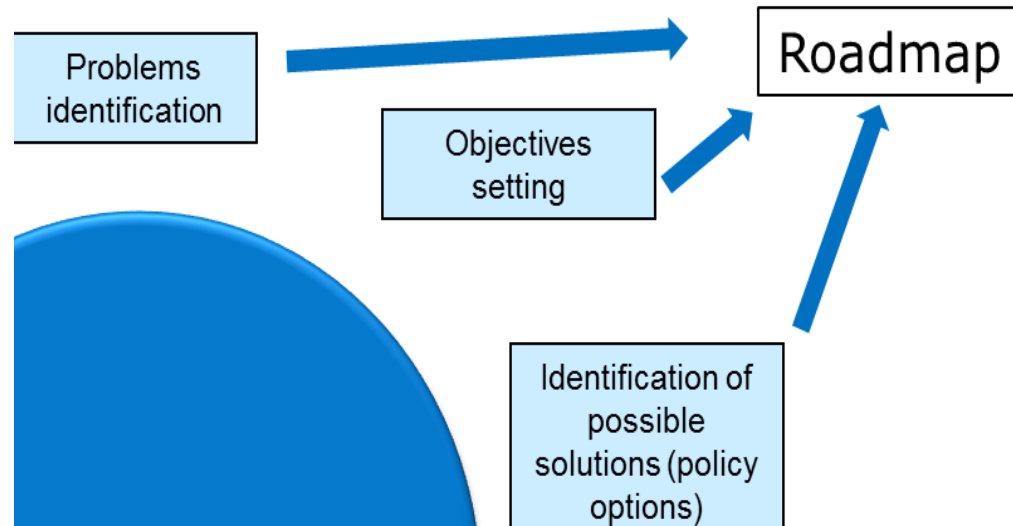 Problems
identification
Roadmap
Objectives
setting
Identification of
possible
solutions (policy
options)